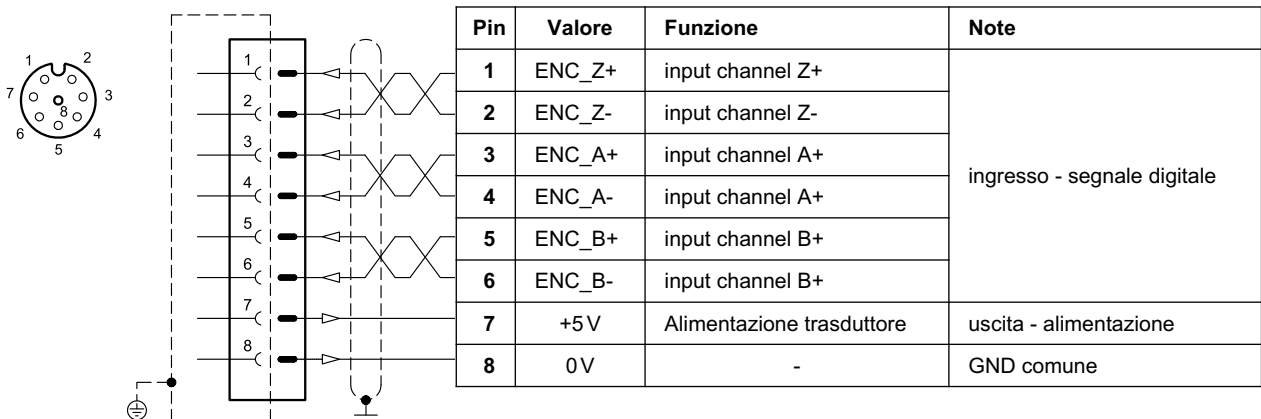 1 2
7 8 3
6 4
5
1
2
3
4
5
6
7
8
Pin Valore Funzione Note
1 ENC_Z+ input channel Z+
2 ENC_Z- input channel Z-
3 ENC_A+ input channel A+
4 ENC_A- input channel A+
5 ENC_B+ input channel B+
6 ENC_B- input channel B+
ingresso - segnale digitale
7 +5 V Alimentazione trasduttore uscita - alimentazione
8 0 V - GND comune